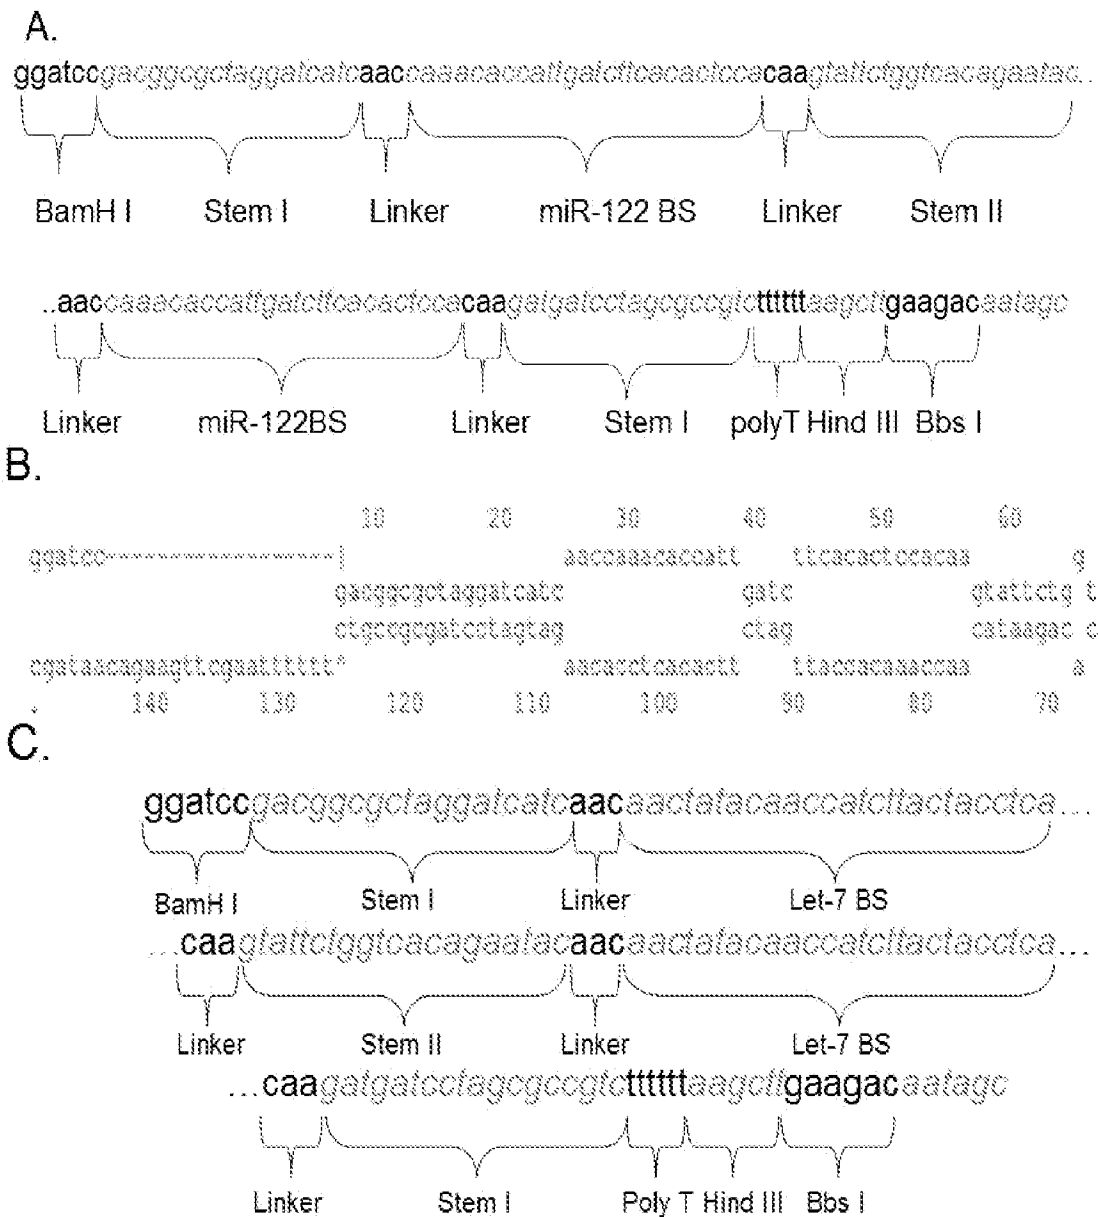 A.
ggatccgacggcgctaggatcatcaaccaaacaccattgatcttcacactccacaagtattctggtcacagaatac..
BamH I Stem I Linker miR-122 BS Linker Stem II
..aaccaaacaccattgatcttcacactccacaagatgatcctagcgccgtcttttttaagcttgaagacaatagc
Linker miR-122BS Linker Stem I polyT Hind III Bbs I
B.
10 20 30 40 50 60
ggatcc------------------| aaccaaacaccatt ttcacactccacaa g
gacggcgctaggatcatc gatc gtattctg t
ctgccgcgatcctagtag ctag cataagac c
cgataacagaagttcgaatttttt^ aacacctcacactt ttaccacaaaccaa a
. 140 130 120 110 100 90 80 70
C.
ggatccgacggcgctaggatcatcaacaactatacaaccatcttactacctca...
BamH I Stem I Linker Let-7 BS
...caagtattctggtcacagaatacaacaactatacaaccatcttactacctca...
Linker Stem II Linker Let-7 BS
...caagatgatcctagcgccgtcttttttaagcttgaagacaatagc
Linker Stem I Poly T Hind III Bbs I